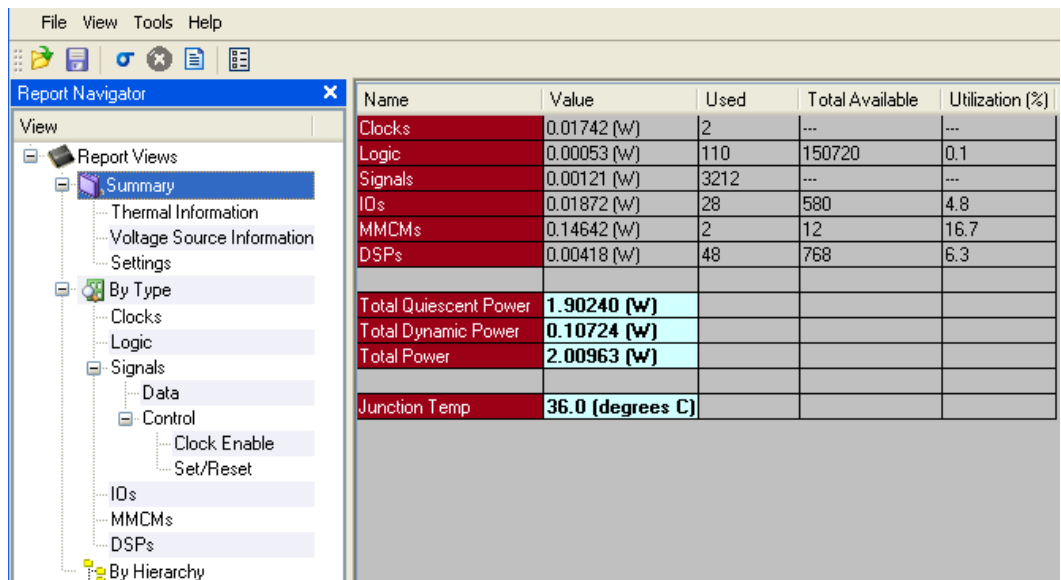 File View Tools Help
Report Navigator
View
Report Views
Summary
Thermal Information
Voltage Source Information
Settings
By Type
Clocks
Logic
Signals
Data
Control
Clock Enable
Set/Reset
IOs
MMCMs
DSPs
By Hierarchy
Name Value Used Total Available Utilization (%)
Clocks 0.01742 (W) 2 --- ---
Logic 0.00053 (W) 110 150720 0.1
Signals 0.00121 (W) 3212 --- ---
IOs 0.01872 (W) 28 580 4.8
MMCMs 0.14642 (W) 2 12 16.7
DSPs 0.00418 (W) 48 768 6.3
Total Quiescent Power 1.90240 (W)
Total Dynamic Power 0.10724 (W)
Total Power 2.00963 (W)
Junction Temp 36.0 (degrees C)